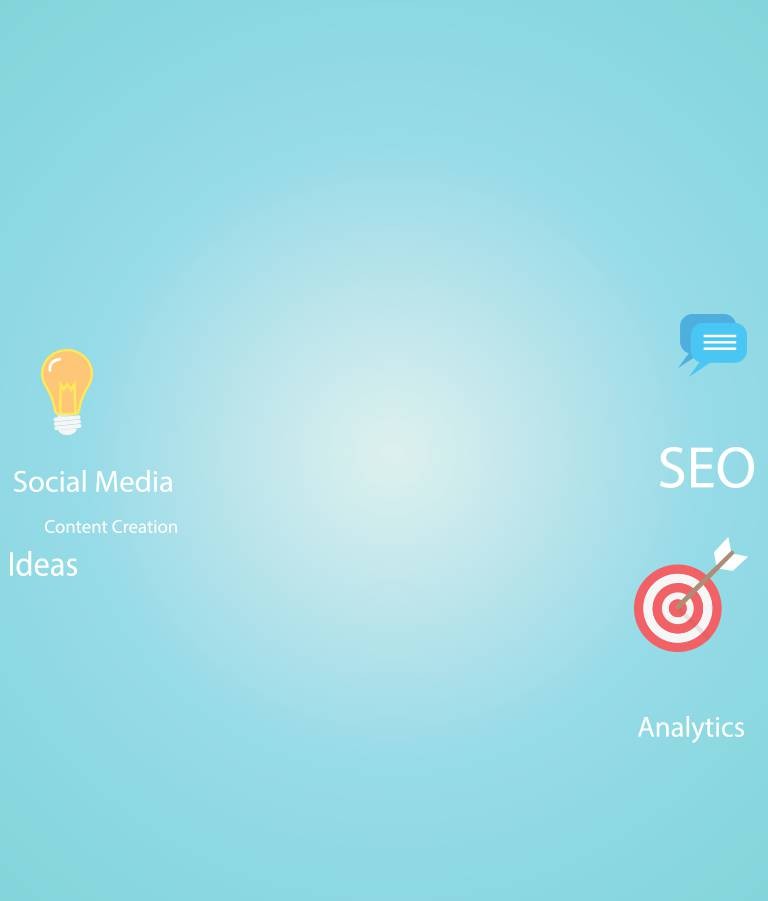 Social Media
Content Creation
Ideas
SEO
Analytics